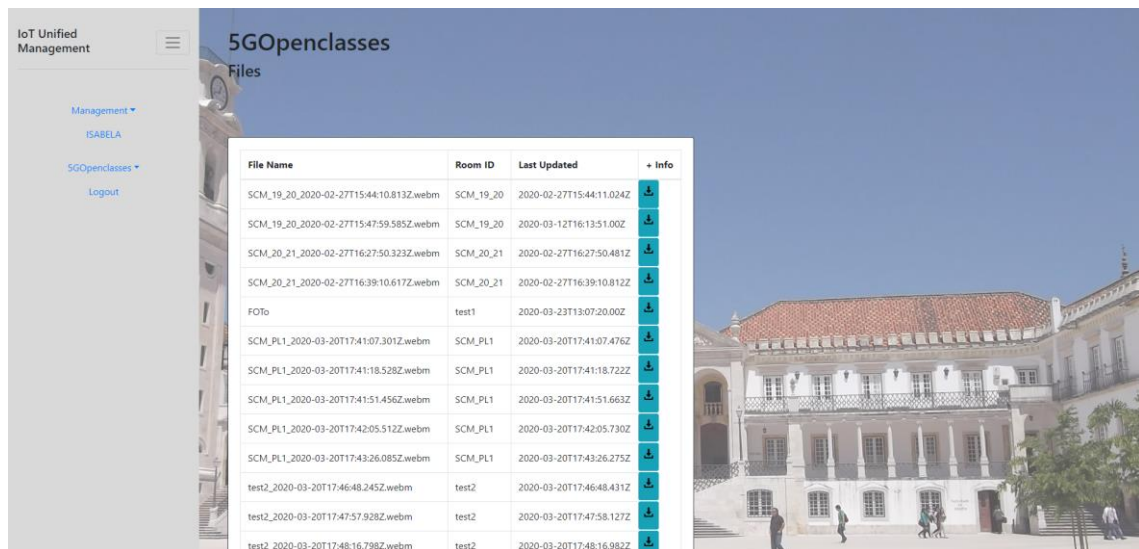 IoT Unified
Management
Management
ISABELA
5GOpenclasses
Logout
5GOpenclasses
Files
File Name Room ID Last Updated + Info
SCM_19_20_2020-02-27T15:44:10.813Z.webm SCM_19_20 2020-02-27T15:44:11.024Z
SCM_19_20_2020-02-27T15:47:59.585Z.webm SCM_19_20 2020-03-12T16:13:51.00Z
SCM_20_21_2020-02-27T16:27:50.323Z.webm SCM_20_21 2020-02-27T16:27:50.481Z
SCM_20_21_2020-02-27T16:39:10.617Z.webm SCM_20_21 2020-02-27T16:39:10.812Z
FOTo test1 2020-03-23T13:07:20.00Z
SCM_PL1_2020-03-20T17:41:07.301Z.webm SCM_PL1 2020-03-20T17:41:07.476Z
SCM_PL1_2020-03-20T17:41:18.528Z.webm SCM_PL1 2020-03-20T17:41:18.722Z
SCM_PL1_2020-03-20T17:41:51.456Z.webm SCM_PL1 2020-03-20T17:41:51.663Z
SCM_PL1_2020-03-20T17:42:05.512Z.webm SCM_PL1 2020-03-20T17:42:05.730Z
SCM_PL1_2020-03-20T17:43:26.085Z.webm SCM_PL1 2020-03-20T17:43:26.275Z
test2_2020-03-20T17:46:48.245Z.webm test2 2020-03-20T17:46:48.431Z
test2_2020-03-20T17:47:57.928Z.webm test2 2020-03-20T17:47:58.127Z
test2_2020-03-20T17:48:16.798Z.webm test2 2020-03-20T17:48:16.982Z